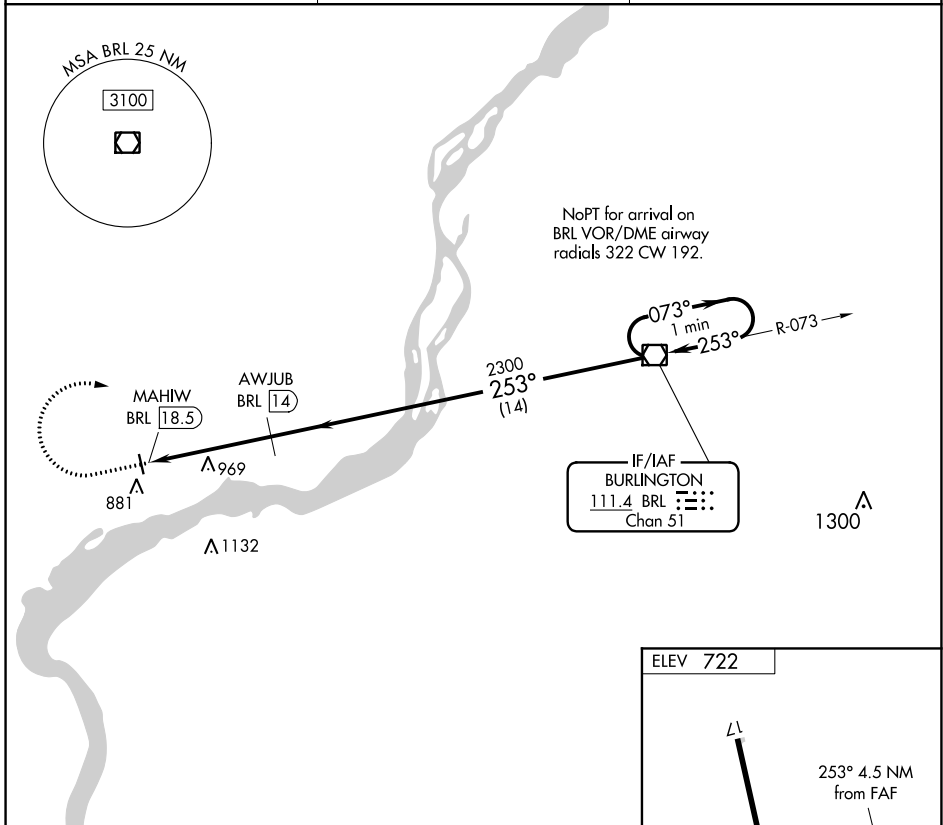 MSA BRL 25 NM
3100
NoPT for arrival on
BRL VOR/DME airway
radials 322 CW 192.
073°
1 min
253°
R-073
2300
253°
(14)
AWJUB
BRL 14
MAHIW
BRL 18.5
969
881
1132
IF/IAF
BURLINGTON
111.4 BRL
Chan 51
1300
ELEV 722
17
253° 4.5 NM
from FAF